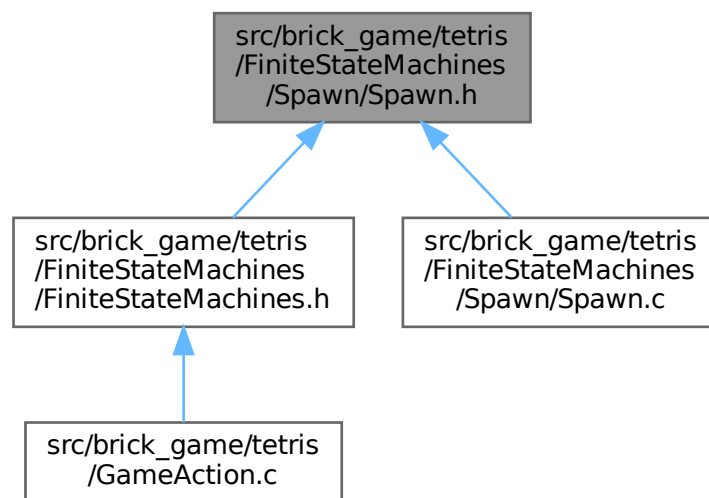 src/brick_game/tetris
/FiniteStateMachines
/Spawn/Spawn.h
src/brick_game/tetris
/FiniteStateMachines
/FiniteStateMachines.h
src/brick_game/tetris
/FiniteStateMachines
/Spawn/Spawn.c
src/brick_game/tetris
/GameAction.c